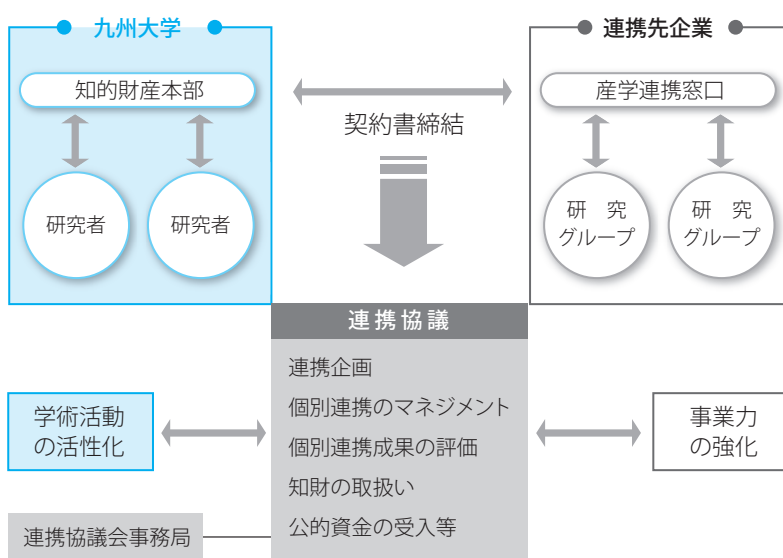 九州大学
知的財産本部
研究者
研究者
契約書締結
連携先企業
産学連携窓口
研 究
グループ
研 究
グループ
連携協議
連携企画
個別連携のマネジメント
個別連携成果の評価
知財の取扱い
公的資金の受入等
学術活動
の活性化
事業力
の強化
連携協議会事務局